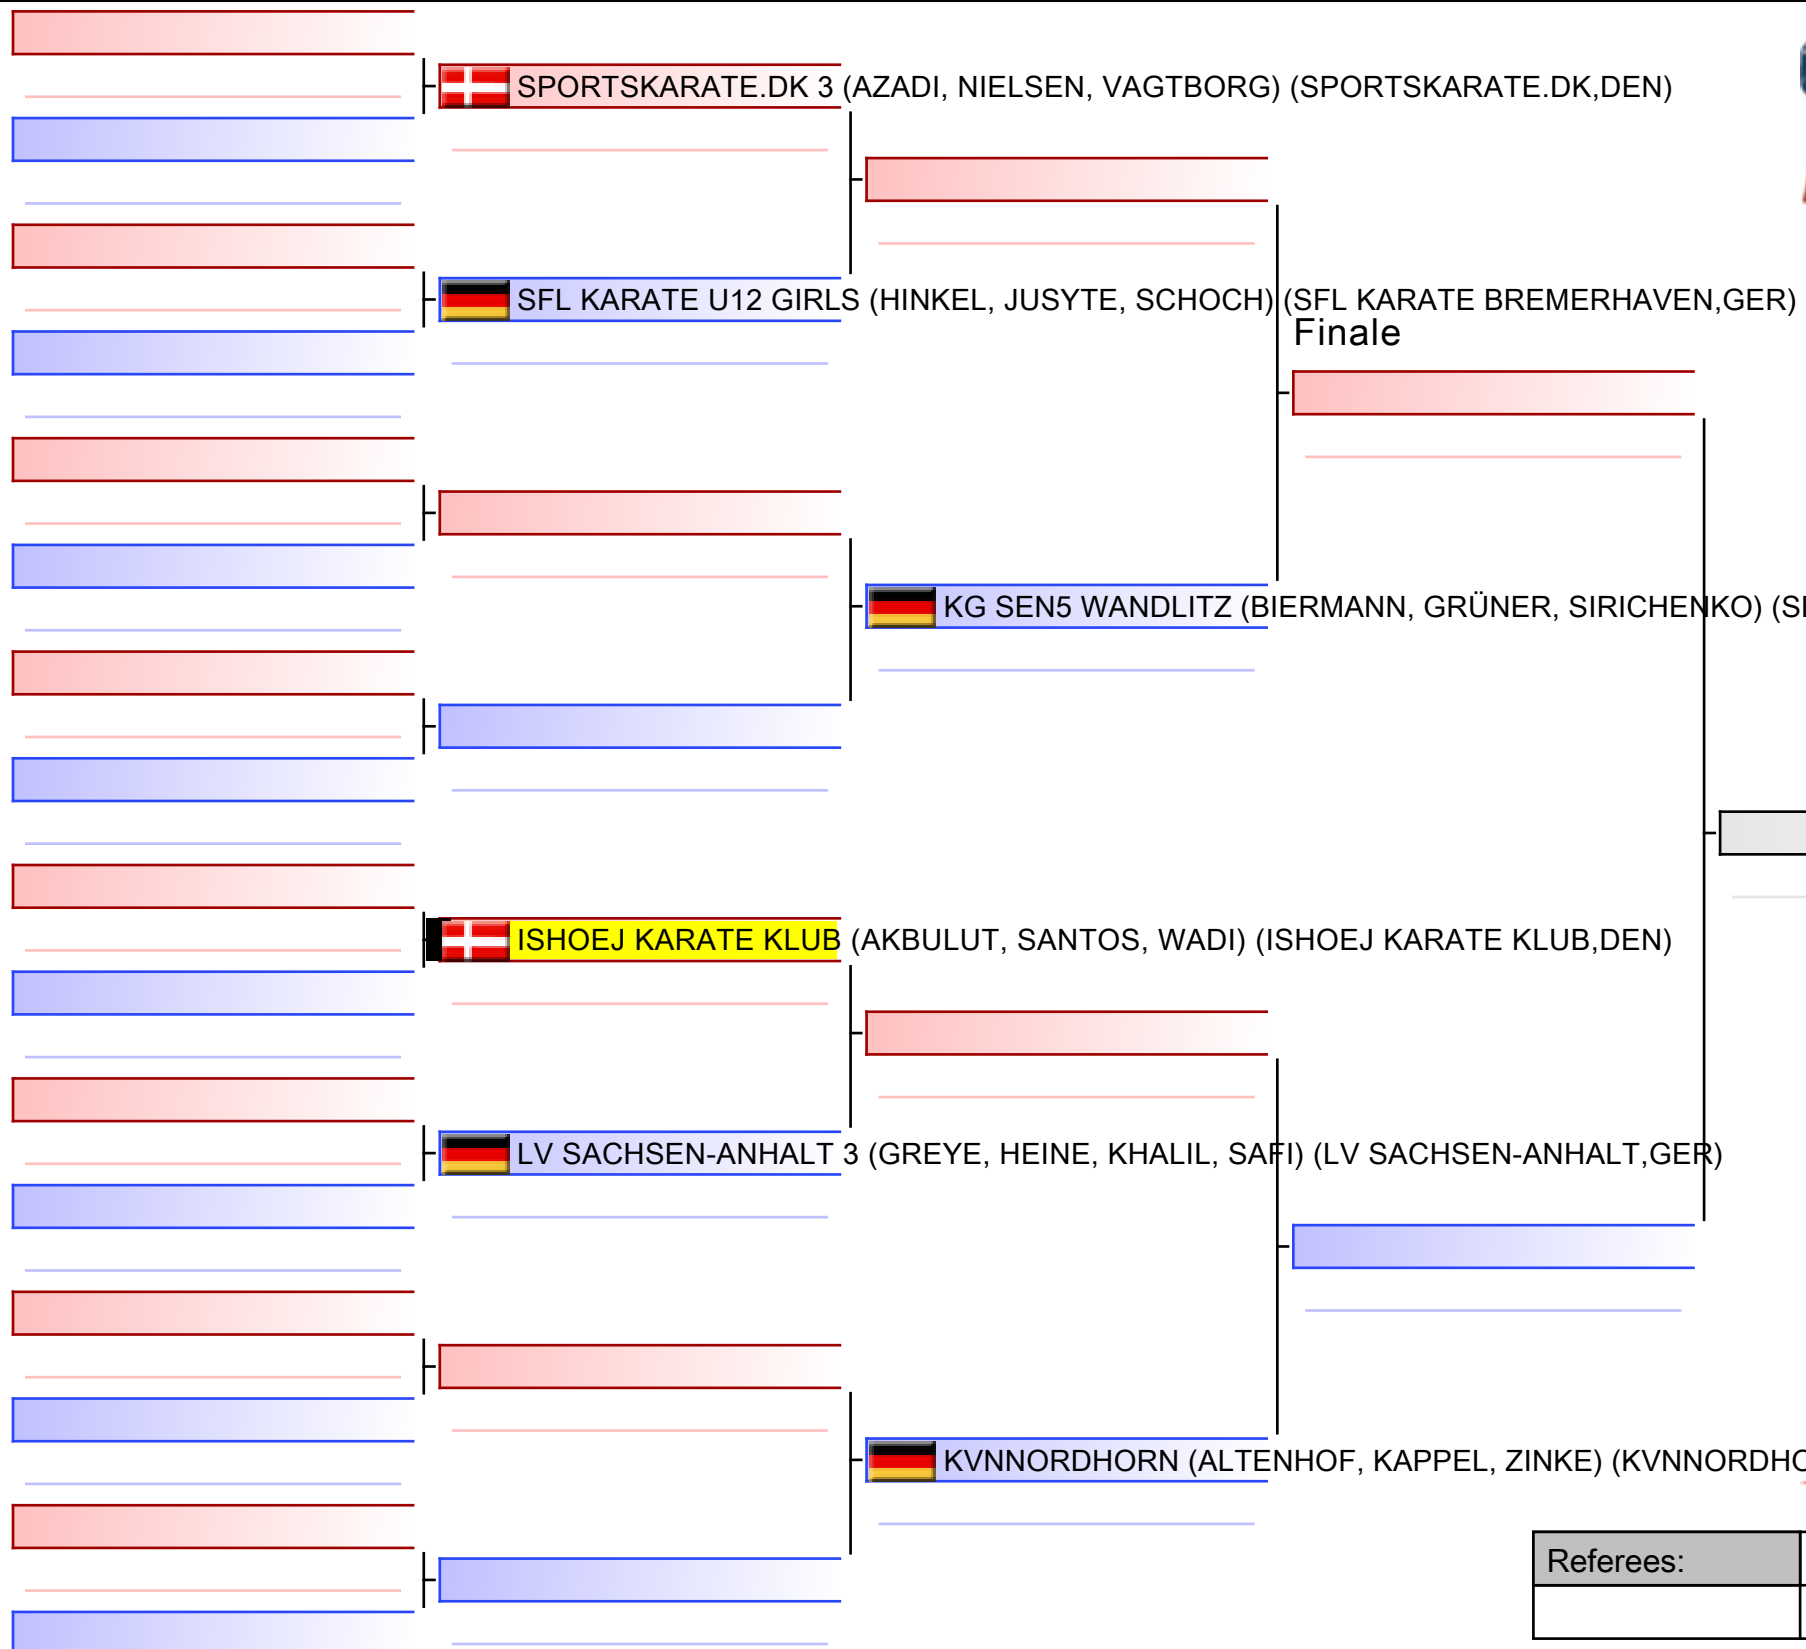 SPORTSKARATE.DK 3 (AZADI, NIELSEN, VAGTBORG) (SPORTSKARATE.DK,DEN)
SFL KARATE U12 GIRLS (HINKEL, JUSYTE, SCHOCH) (SFL KARATE BREMERHAVEN,GER)
Finale
KG SEN5 WANDLITZ (BIERMANN, GRÜNER, SIRICHENKO)
ISHOEJ KARATE KLUB (AKBULUT, SANTOS, WADI) (ISHOEJ KARATE KLUB,DEN)
LV SACHSEN-ANHALT 3 (GREYE, HEINE, KHALIL, SAFI) (LV SACHSEN-ANHALT,GER)
KVNNORDHORN (ALTENHOF, KAPPEL, ZINKE)
Referees: